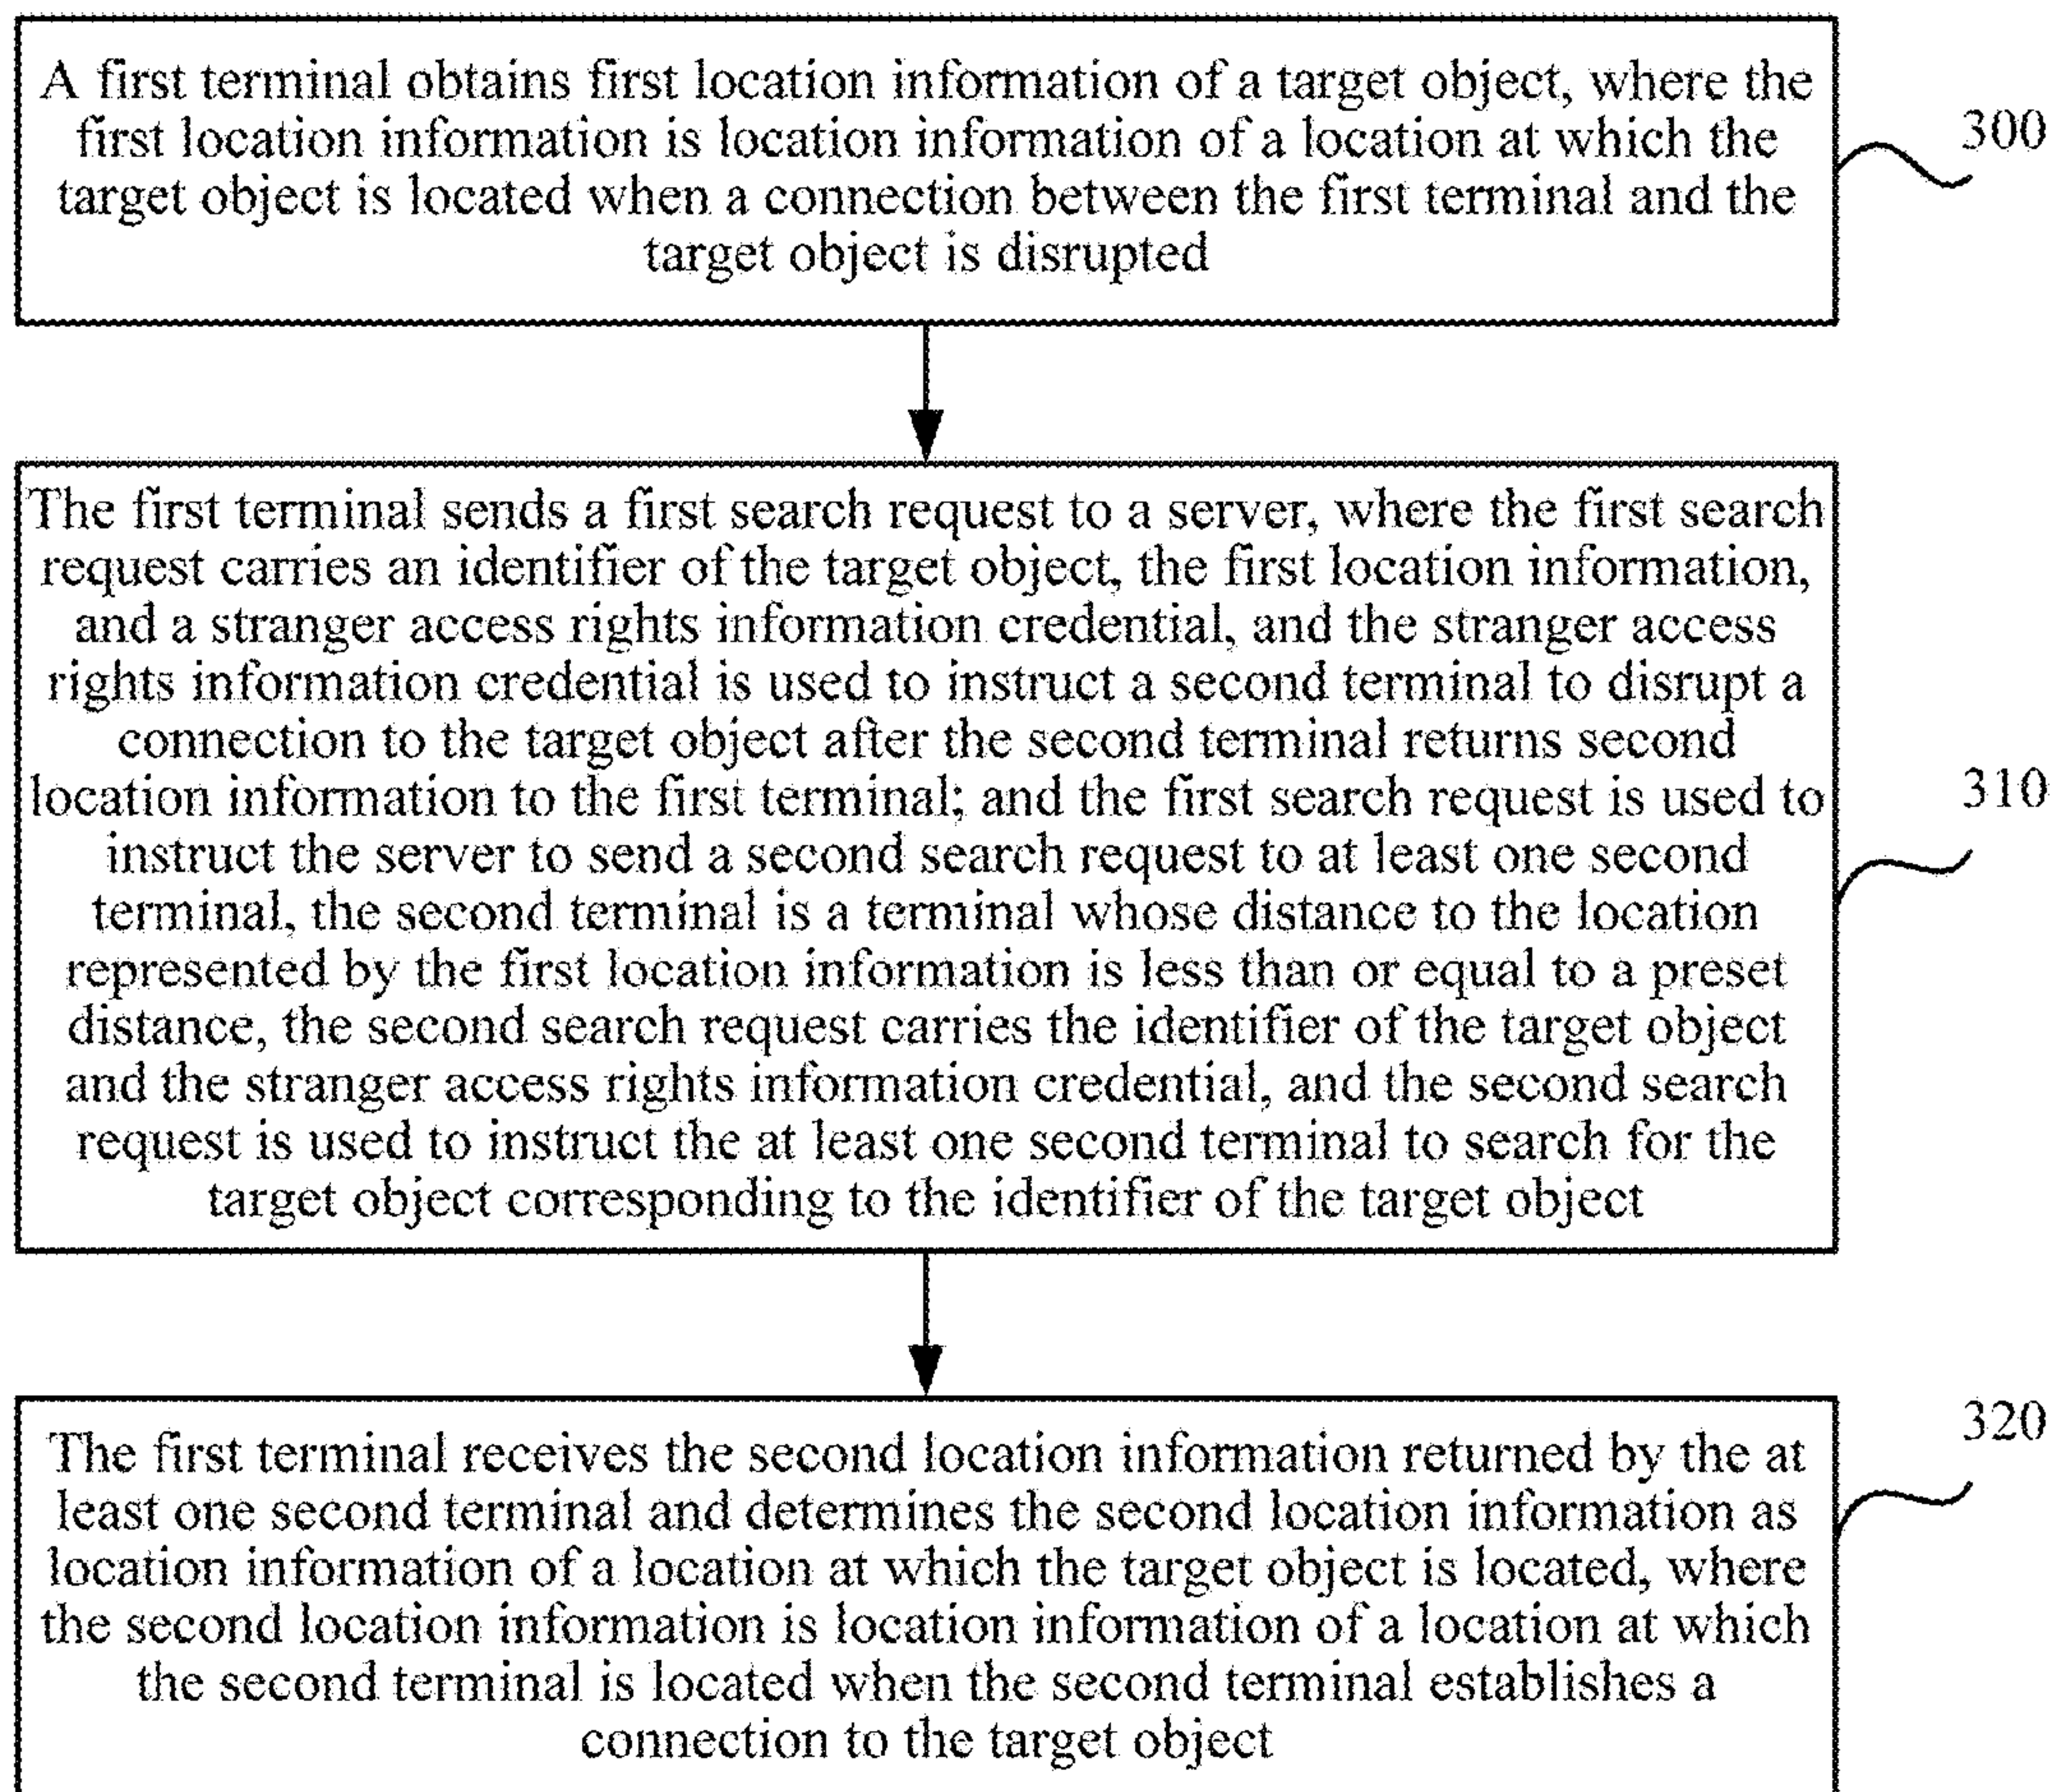 A first terminal obtains first location information of a target object, where the
first location information is location information of a location at which the
target object is located when a connection between the first terminal and the
target object is disrupted
300
The first terminal sends a first search request to a server, where the first search
request carries an identifier of the target object, the first location information,
and a stranger access rights information credential, and the stranger access
rights information credential is used to instruct a second terminal to disrupt a
connection to the target object after the second terminal returns second
location information to the first terminal; and the first search request is used to
instruct the server to send a second search request to at least one second
terminal, the second terminal is a terminal whose distance to the location
represented by the first location information is less than or equal to a preset
distance, the second search request carries the identifier of the target object
and the stranger access rights information credential, and the second search
request is used to instruct the at least one second terminal to search for the
target object corresponding to the identifier of the target object
310
The first terminal receives the second location information returned by the at
least one second terminal and determines the second location information as
location information of a location at which the target object is located, where
the second location information is location information of a location at which
the second terminal is located when the second terminal establishes a
connection to the target object
320